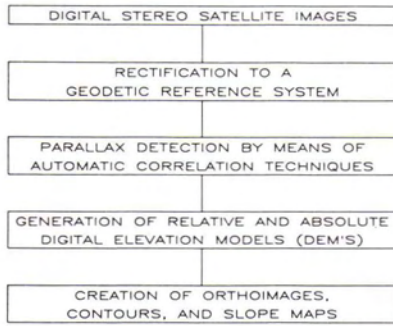 DIGITAL STEREO SATELLITE IMAGES
RECTIFICATION TO A
GEODETIC REFERENCE SYSTEM
PARALLAX DETECTION BY MEANS OF
AUTOMATIC CORRELATION TECHNIQUES
GENERATION OF RELATIVE AND ABSOLUTE
DIGITAL ELEVATION MODELS (DEM'S)
CREATION OF ORTHOIMAGES,
CONTOURS, AND SLOPE MAPS